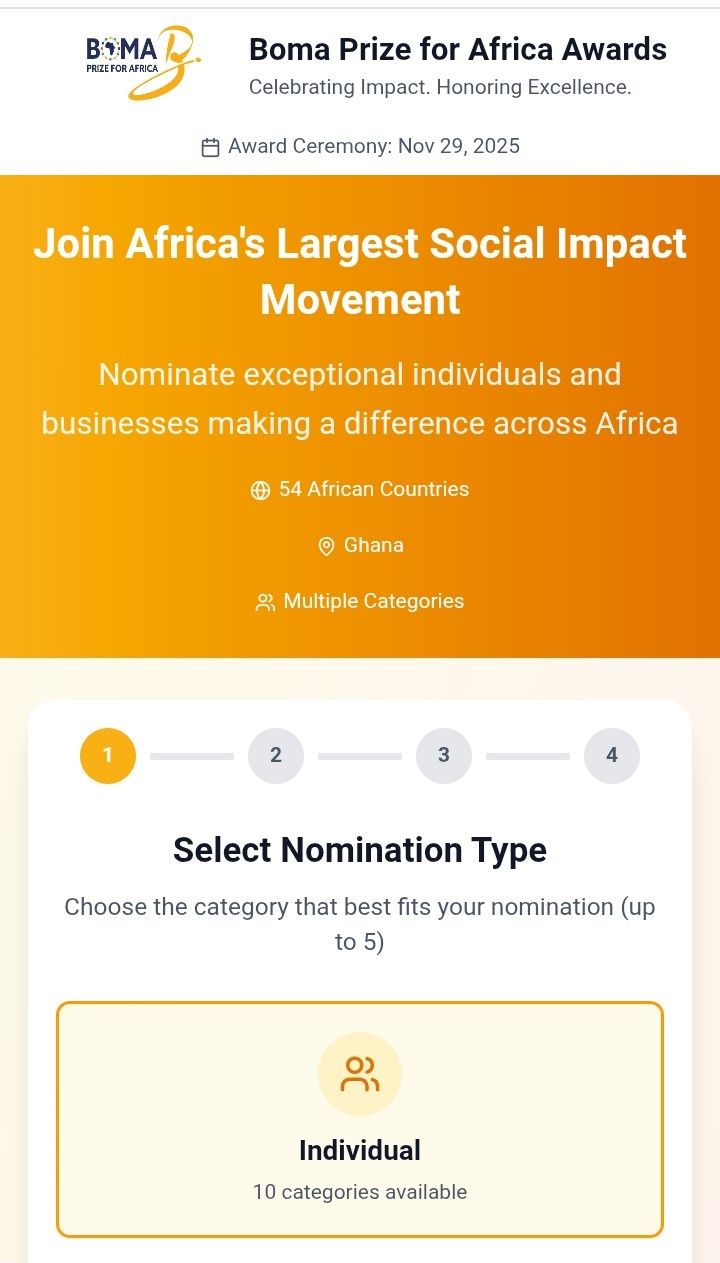 BOMA
PRIZE FOR AFRICA
Boma Prize for Africa Awards
Celebrating Impact. Honoring Excellence.
Award Ceremony: Nov 29, 2025
Join Africa's Largest Social Impact
Movement
Nominate exceptional individuals and
businesses making a difference across Africa
54 African Countries
Ghana
Multiple Categories
1
2
3
4
Select Nomination Type
Choose the category that best fits your nomination (up
to 5)
Individual
10 categories available